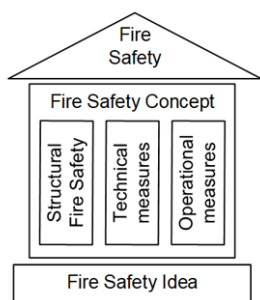 Fire
Safety
Fire Safety Concept
Structural
Fire Safety
Technical
measures
Operational
measures
Fire Safety Idea